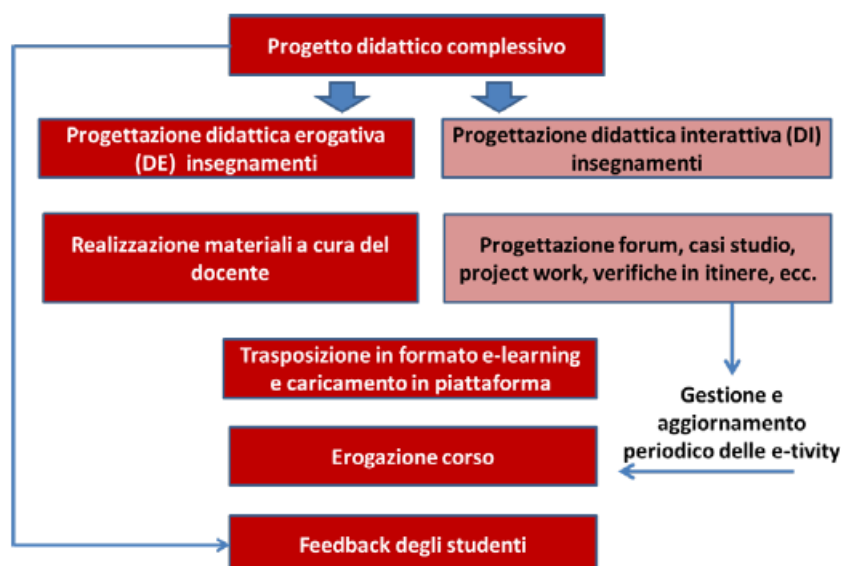 Progetto didattico complessivo
Progettazione didattica erogativa
(DE) insegnamenti
Progettazione didattica interattiva (DI)
insegnamenti
Realizzazione materiali a cura del
docente
Progettazione forum, casi studio,
project work, verifiche in itinere, ecc.
Trasposizione in formato e-learning
e caricamento in piattaforma
Gestione e
aggiornamento
periodico delle e-tivity
Erogazione corso
Feedback degli studenti